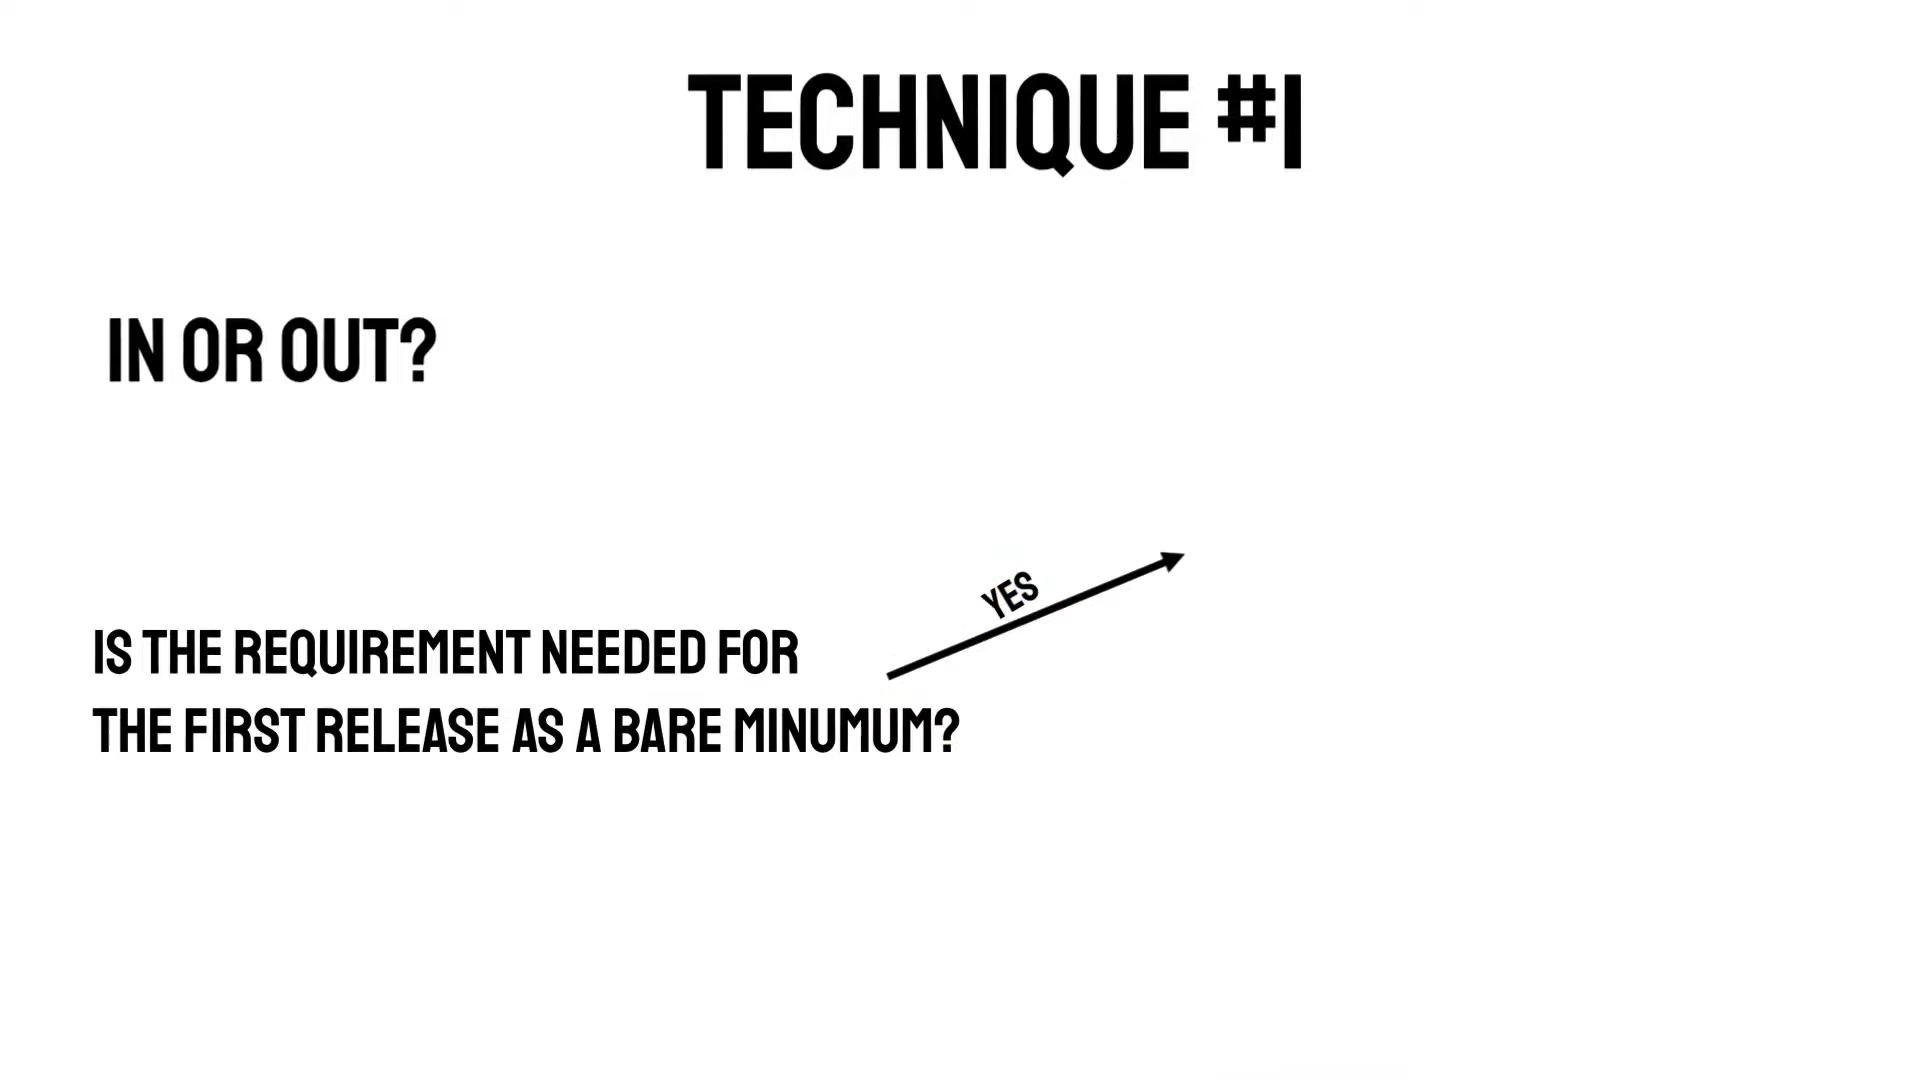 TECHNIQUE #1
IN OR OUT?
YES
IS THE REQUIREMENT NEEDED FOR
THE FIRST RELEASE AS A BARE MINUMUM?